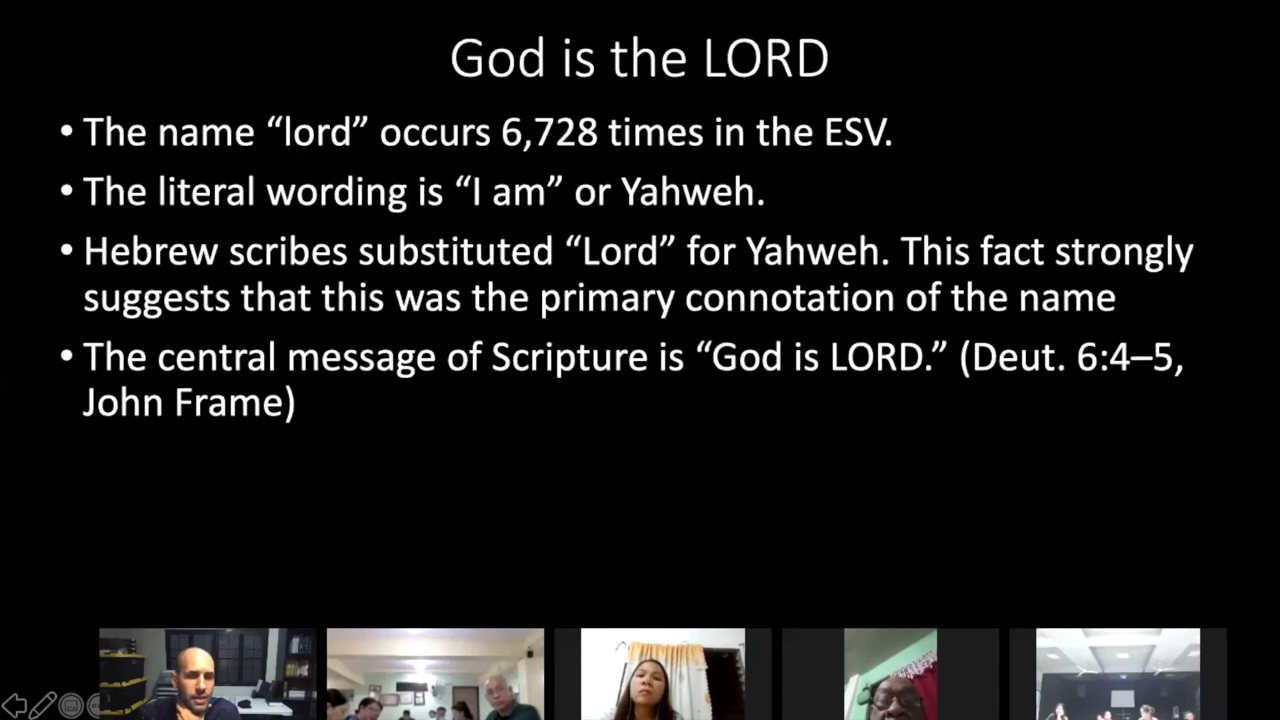 God is the LORD
• The name “lord” occurs 6,728 times in the ESV.
• The literal wording is “I am” or Yahweh.
• Hebrew scribes substituted “Lord” for Yahweh. This fact strongly
suggests that this was the primary connotation of the name
• The central message of Scripture is “God is LORD.” (Deut. 6:4–5,
John Frame)